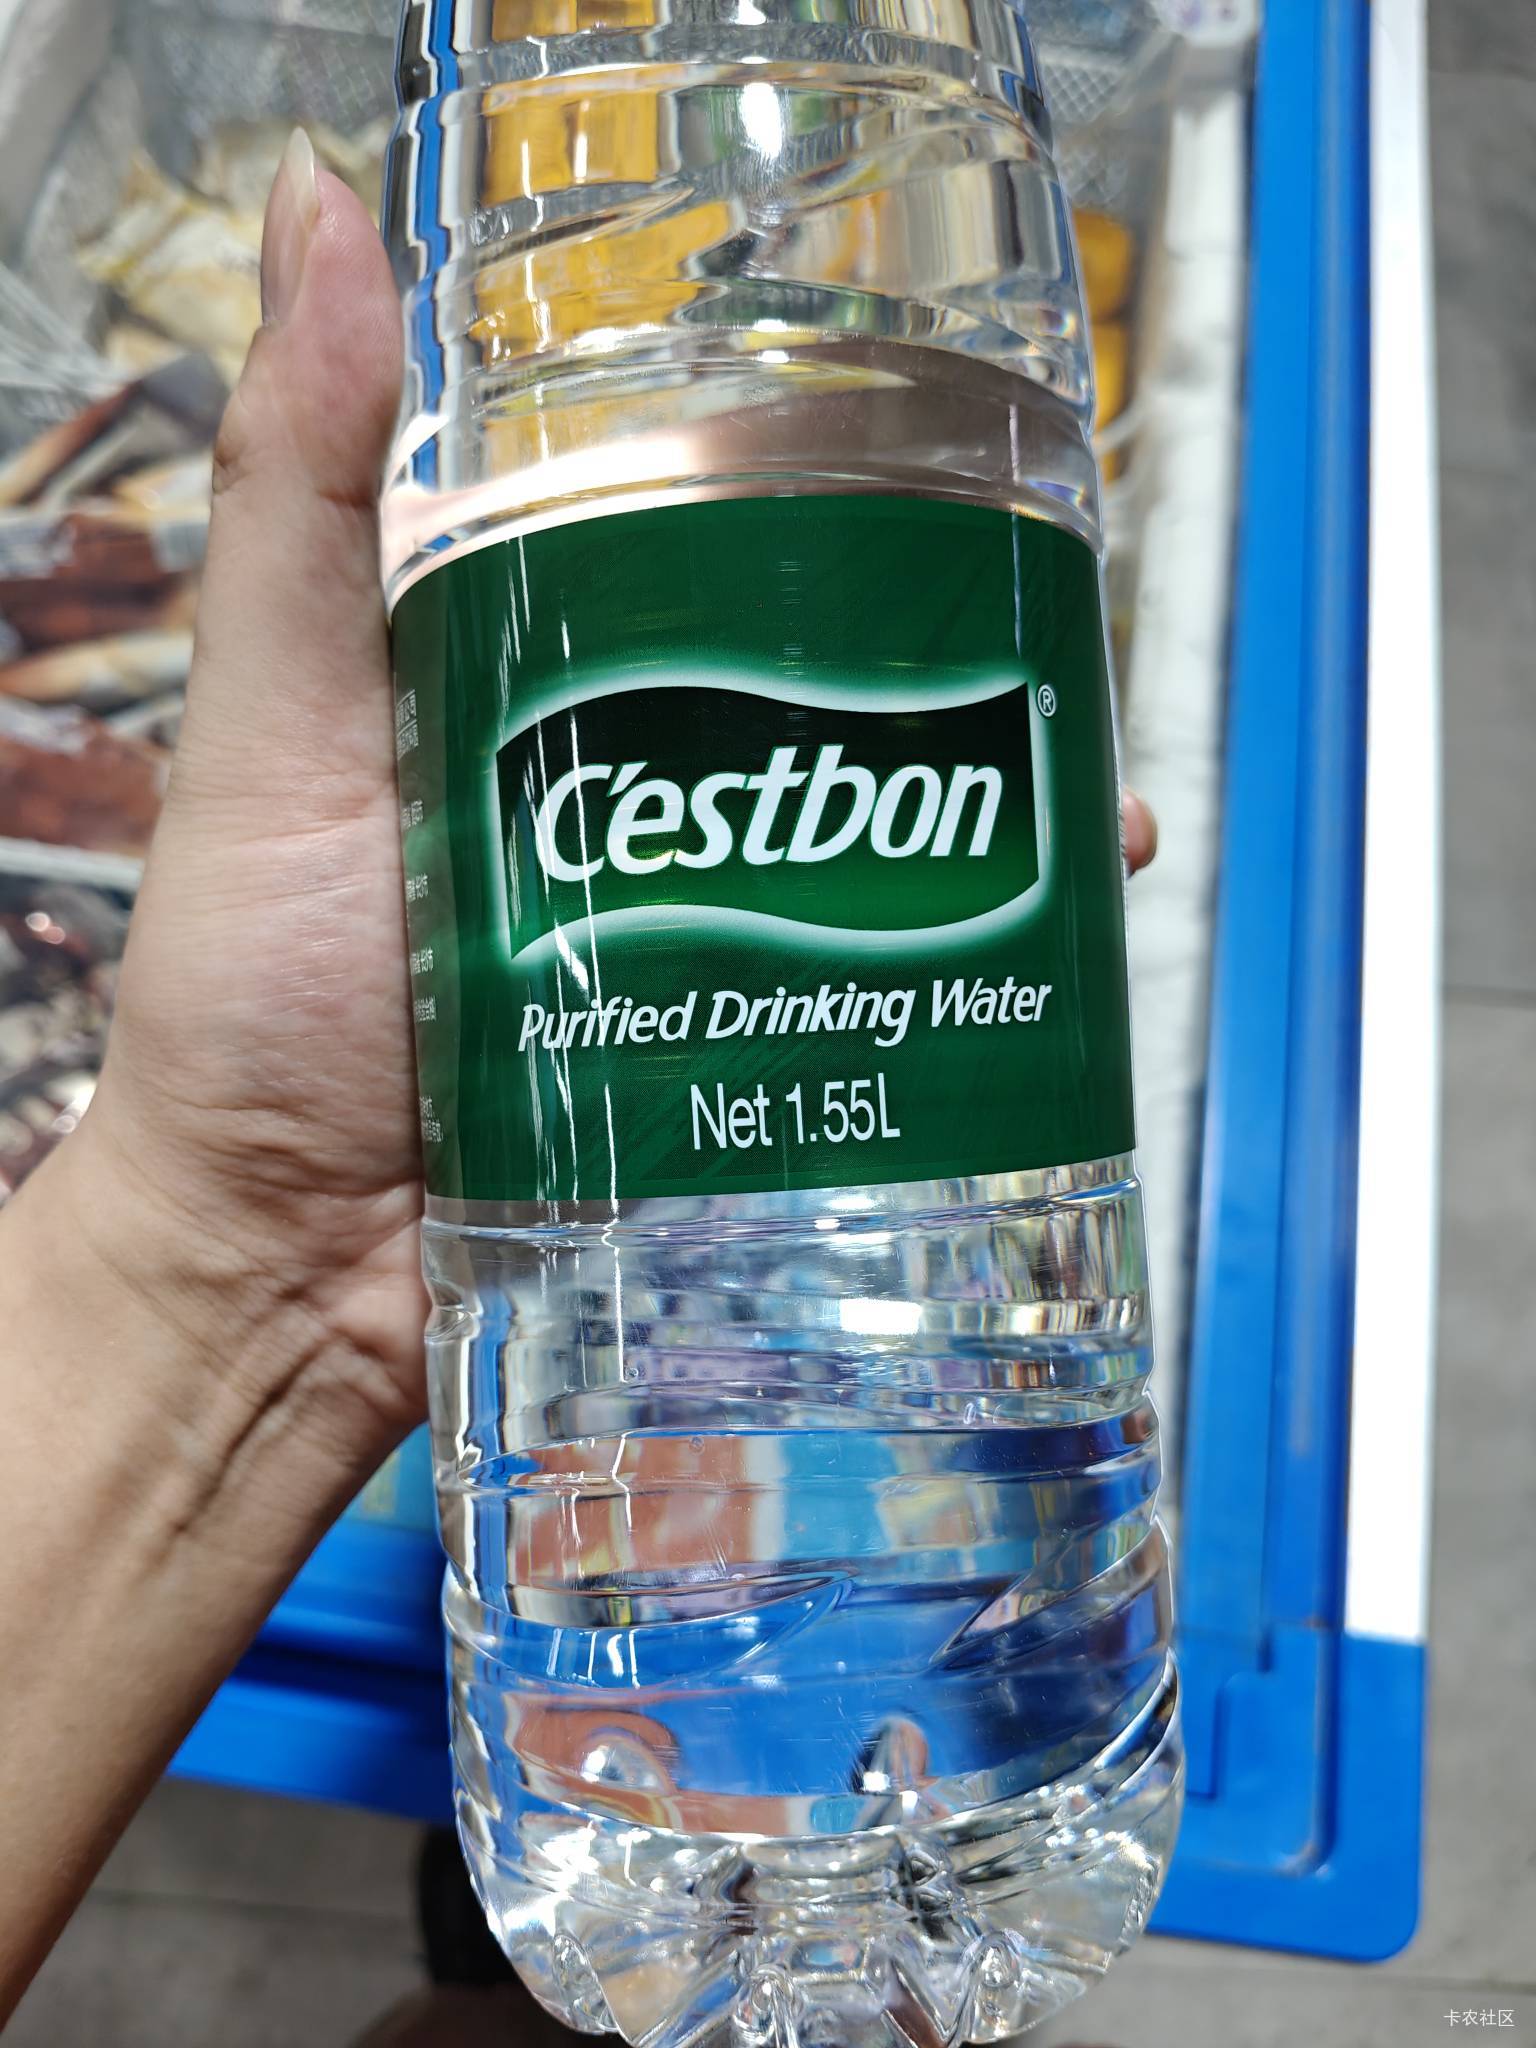 C'estbon®
Purified Drinking Water
Net 1.55L
卡农社区